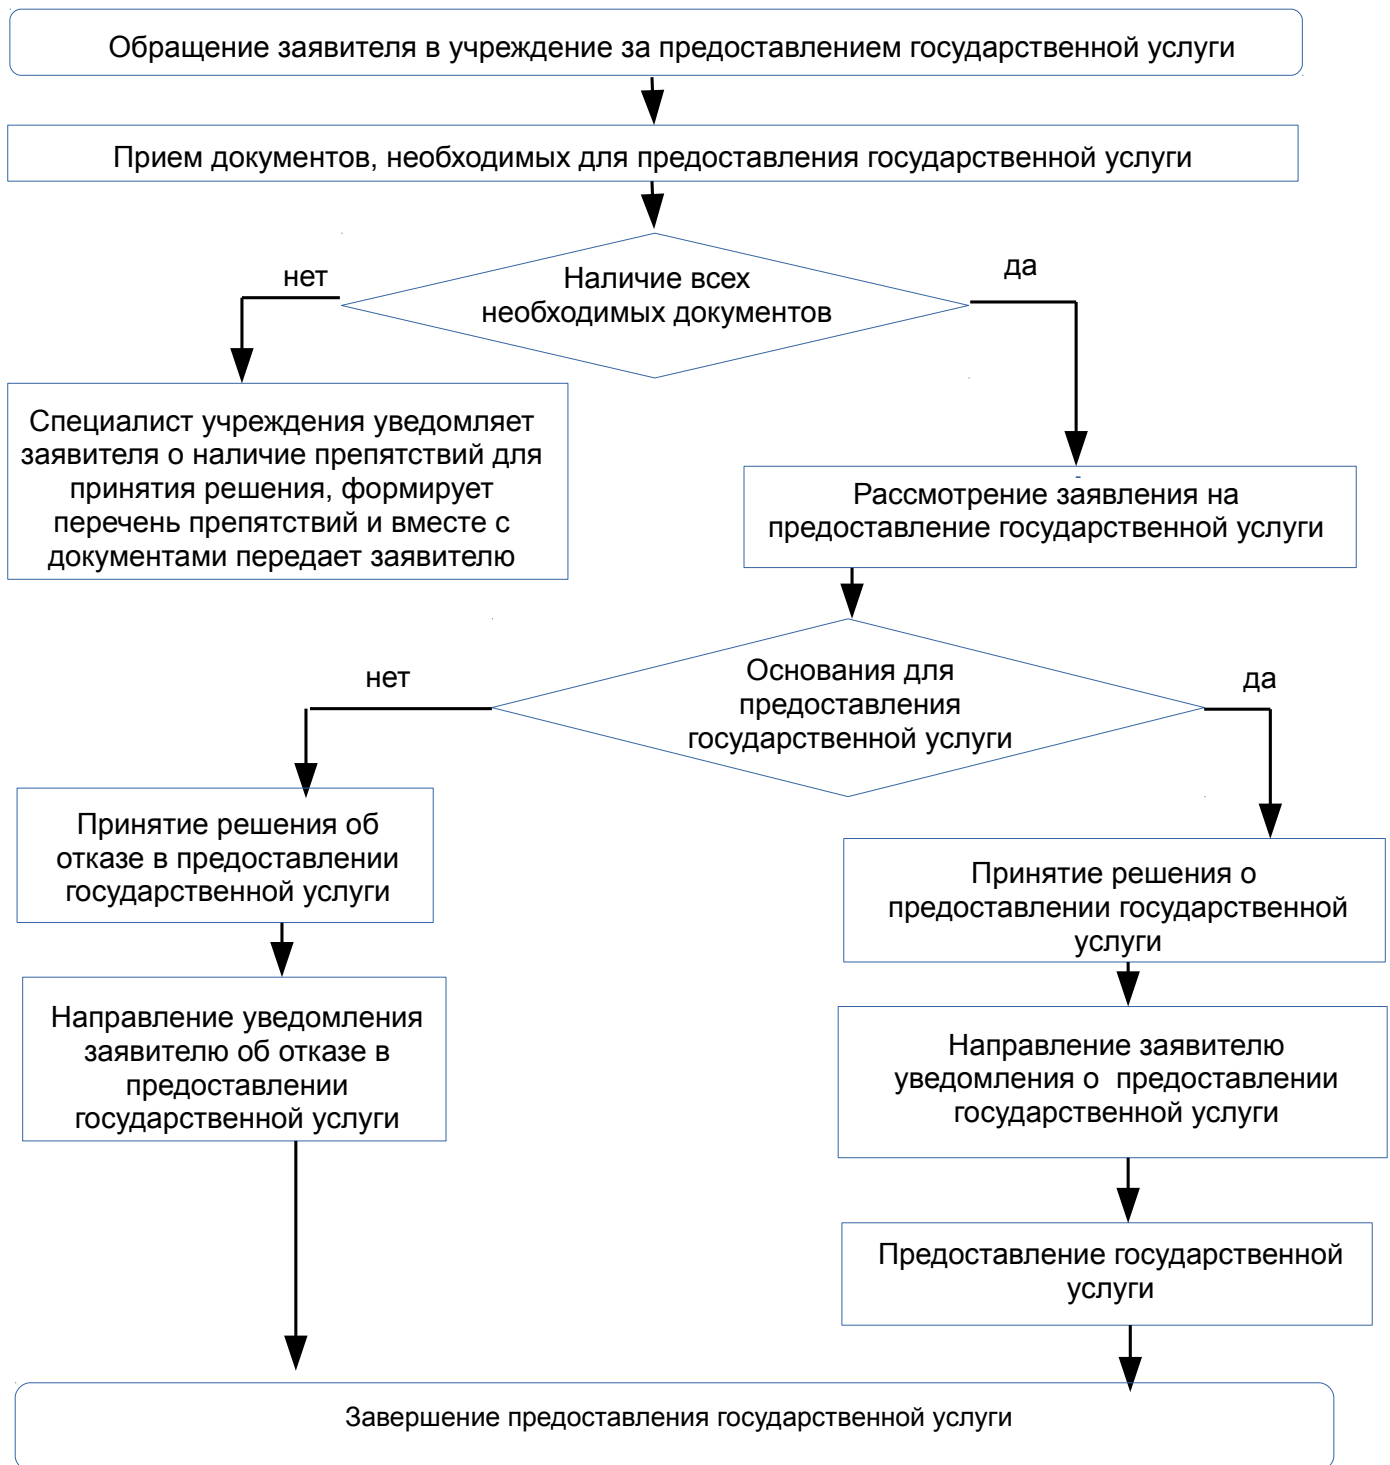 Обращение заявителя в учреждение за предоставлением государственной услуги
Прием документов, необходимых для предоставления государственной услуги
Наличие всех
необходимых документов
нет
да
Специалист учреждения уведомляет
заявителя о наличие препятствий для
принятия решения, формирует
перечень препятствий и вместе с
документами передает заявителю
Рассмотрение заявления на
предоставление государственной услуги
Основания для
предоставления
государственной услуги
нет
да
Принятие решения об
отказе в предоставлении
государственной услуги
Направление уведомления
заявителю об отказе в
предоставлении
государственной услуги
Принятие решения о
предоставлении государственной
услуги
Направление заявителю
уведомления о  предоставлении
государственной услуги
Предоставление государственной
услуги
Завершение предоставления государственной услуги